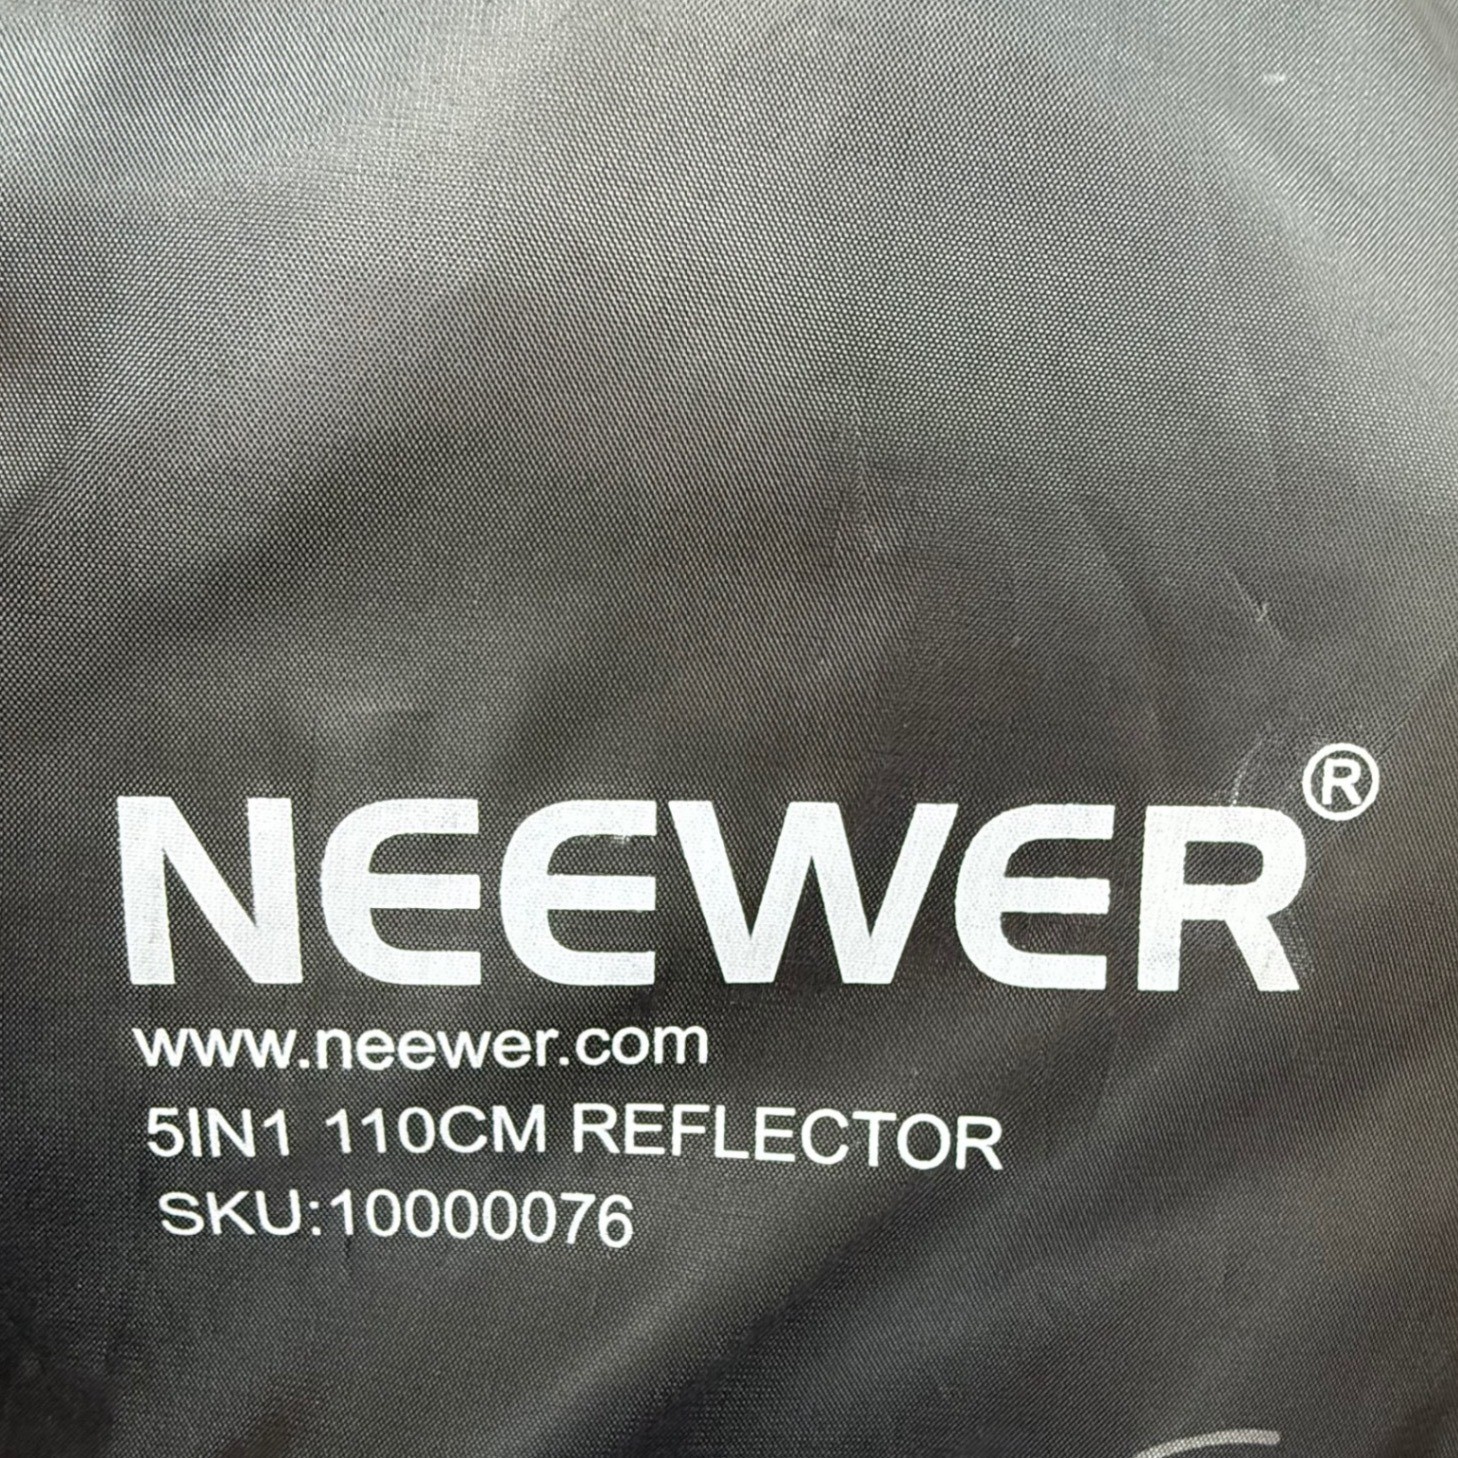 NEEWER®
www.neewer.com
5IN1 110CM REFLECTOR
SKU:10000076